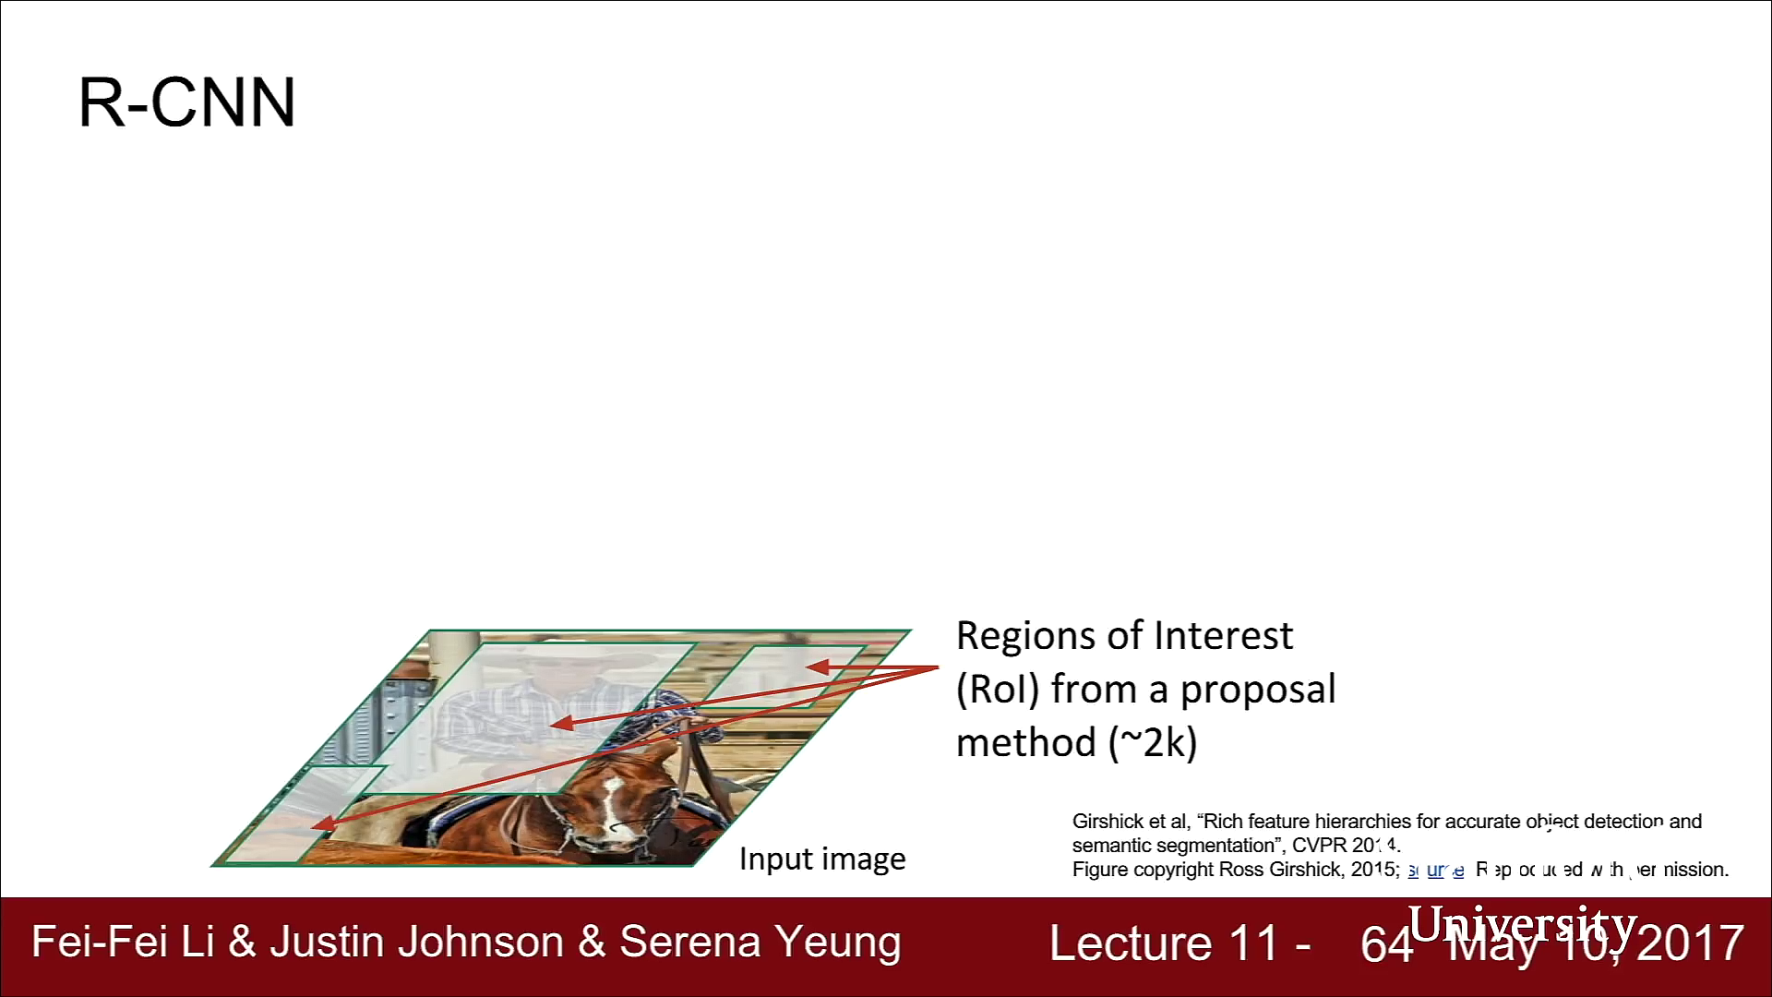 R-CNN
Regions of Interest
(RoI) from a proposal
method (~2k)
Input image
Girshick et al, “Rich feature hierarchies for accurate object detection and
semantic segmentation”, CVPR 2014.
Figure copyright Ross Girshick, 2015; source. Reproduced with permission.
Fei-Fei Li & Justin Johnson & Serena Yeung
Lecture 11 - 64 May 10, 2017
University